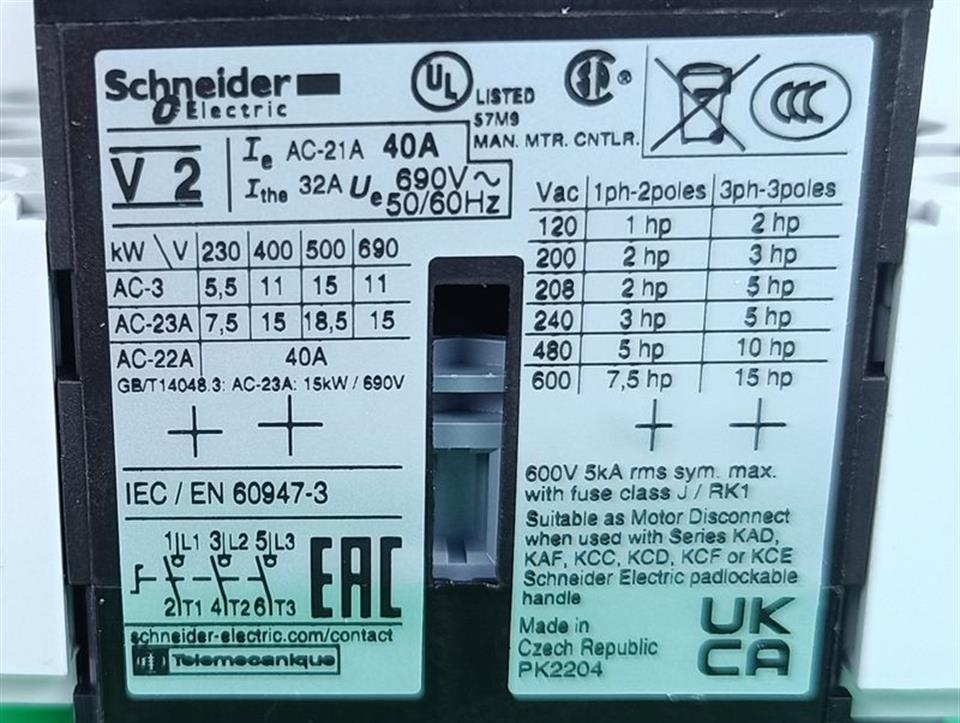 Schneider
Electric
UL
LISTED
57M9
MAN. MTR. CNTLR.
V 2
Ie AC-21A 40A
Ithe 32A Ue 690V~
50/60Hz
kW \ V 230 400 500 690
AC-3 5,5 11 15 11
AC-23A 7,5 15 18,5 15
AC-22A 40A
GB/T14048.3: AC-23A: 15kW / 690V
IEC / EN 60947-3
1 L1 3 L2 5 L3
2 T1 4 T2 6 T3
EAC
schneider-electric.com/contact
Telemecanique
CSA ®
CCC
Vac 1ph-2poles 3ph-3poles
120 1 hp 2 hp
200 2 hp 3 hp
208 2 hp 5 hp
240 3 hp 5 hp
480 5 hp 10 hp
600 7,5 hp 15 hp
600V 5kA rms sym. max.
with fuse class J / RK1
Suitable as Motor Disconnect
when used with Series KAD,
KAF, KCC, KCD, KCF or KCE
Schneider Electric padlockable
handle
Made in
Czech Republic
PK2204
UK
CA